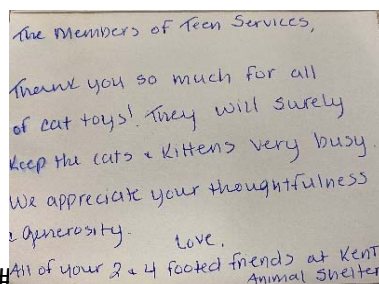 The Members of Teen Services,
Thank you so much for all
of cat toys! They will surely
Keep the cats & Kittens very busy.
We appreciate your thoughtfulness
& generosity.
Love,
All of your 2 & 4 footed friends at Kent
Animal Shelter